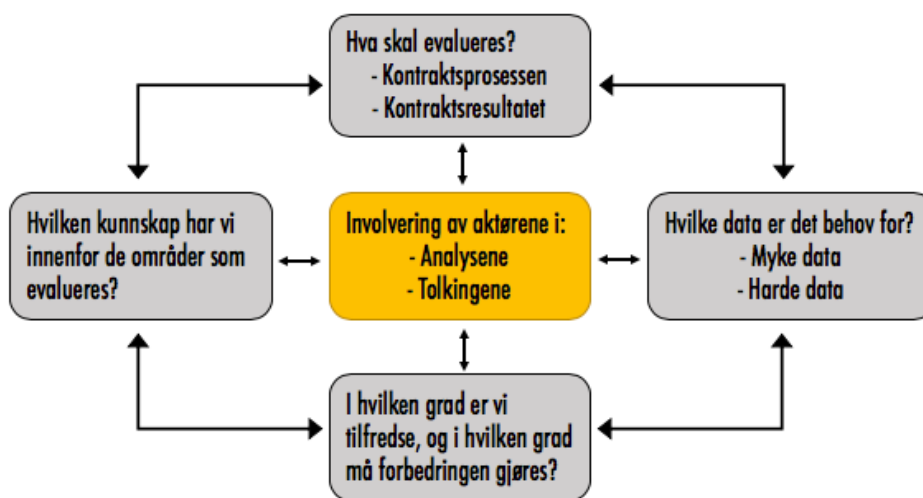 Hva skal evalueres?
- Kontraktsprosessen
- Kontraktsresultatet
Hvilken kunnskap har vi
innenfor de områder som
evalueres?
Involvering av aktørene i:
- Analysene
- Tolkingene
Hvilke data er det behov for?
- Myke data
- Harde data
I hvilken grad er vi
tilfredse, og i hvilken grad
må forbedringen gjøres?